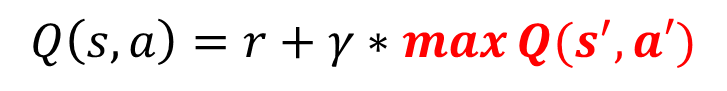 Q(s, a) = r + γ * max Q(s′, a′)